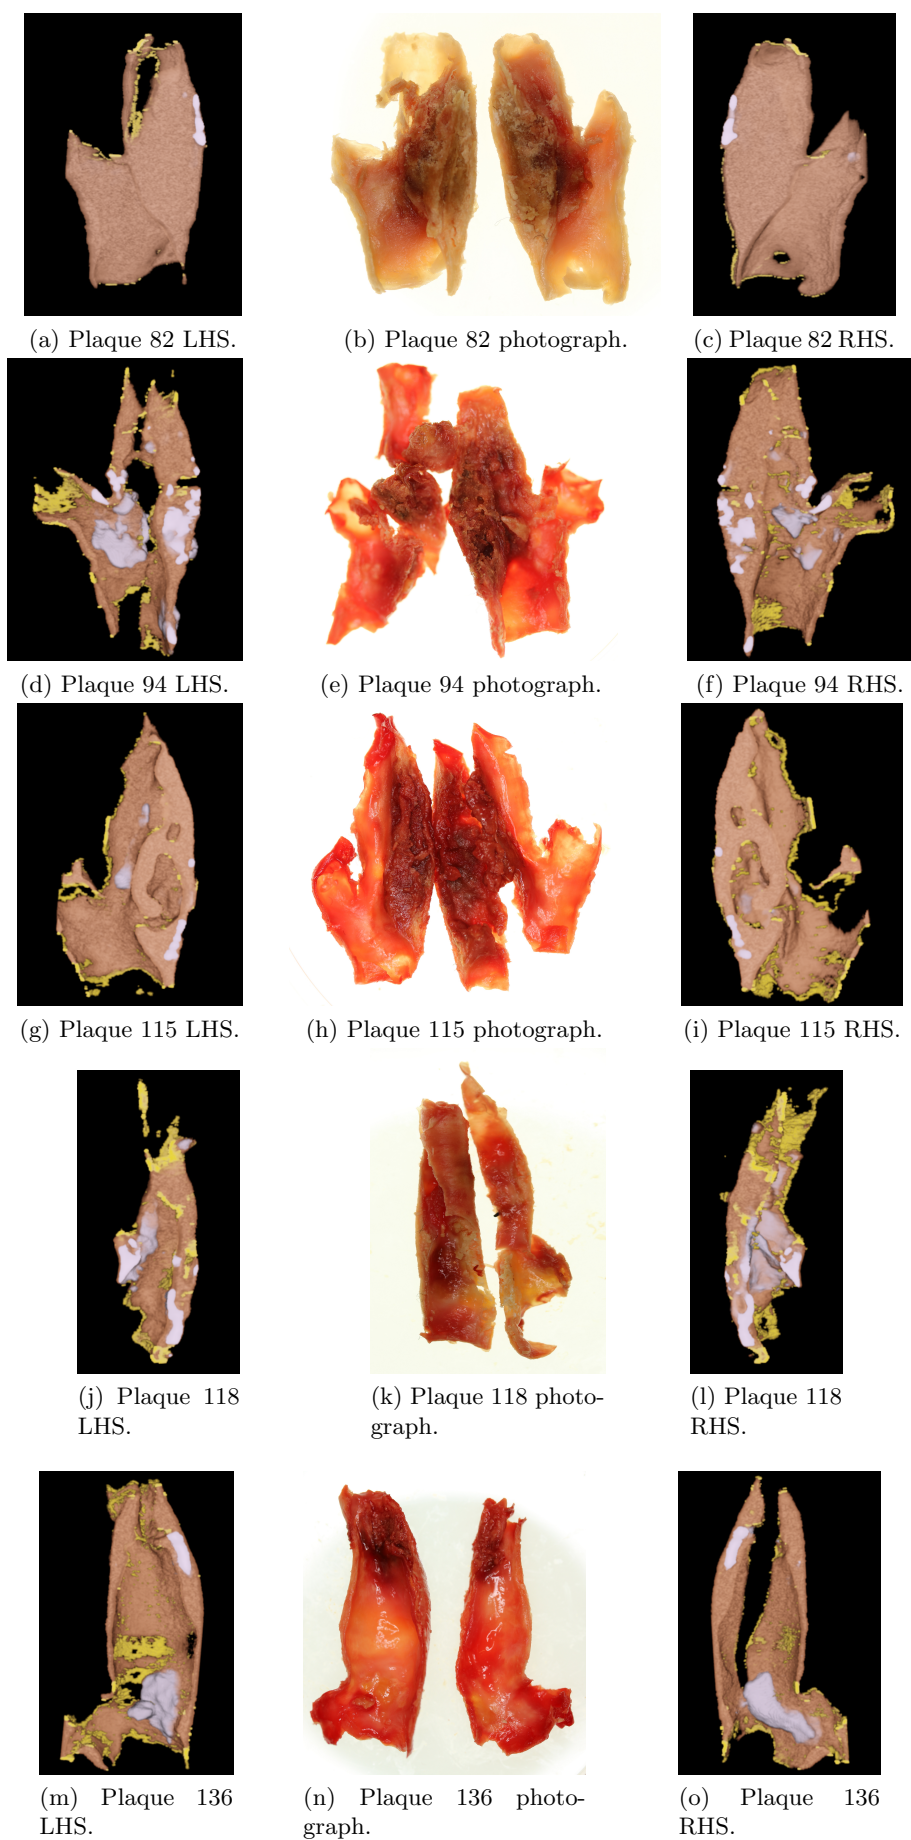 (a) Plaque 82 LHS.
(b) Plaque 82 photograph.
(c) Plaque 82 RHS.
(d) Plaque 94 LHS.
(e) Plaque 94 photograph.
(f) Plaque 94 RHS.
(g) Plaque 115 LHS.
(h) Plaque 115 photograph.
(i) Plaque 115 RHS.
(j) Plaque 118
LHS.
(k) Plaque 118 photo-
graph.
(l) Plaque 118
RHS.
(m) Plaque 136
LHS.
(n) Plaque 136 photo-
graph.
(o) Plaque 136
RHS.